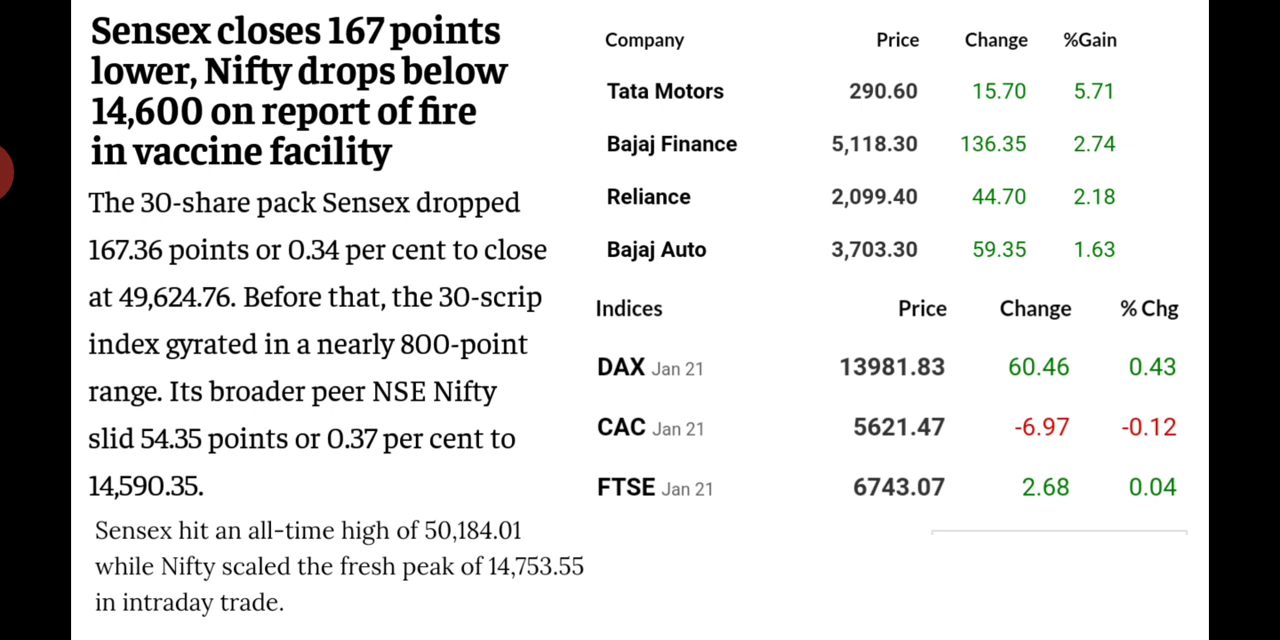 Sensex closes 167 points
lower, Nifty drops below
14,600 on report of fire
in vaccine facility
The 30-share pack Sensex dropped
167.36 points or 0.34 per cent to close
at 49,624.76. Before that, the 30-scrip
index gyrated in a nearly 800-point
range. Its broader peer NSE Nifty
slid 54.35 points or 0.37 per cent to
14,590.35.
Sensex hit an all-time high of 50,184.01
while Nifty scaled the fresh peak of 14,753.55
in intraday trade.
Company Price Change %Gain
Tata Motors 290.60 15.70 5.71
Bajaj Finance 5,118.30 136.35 2.74
Reliance 2,099.40 44.70 2.18
Bajaj Auto 3,703.30 59.35 1.63
Indices Price Change % Chg
DAX Jan 21 13981.83 60.46 0.43
CAC Jan 21 5621.47 -6.97 -0.12
FTSE Jan 21 6743.07 2.68 0.04